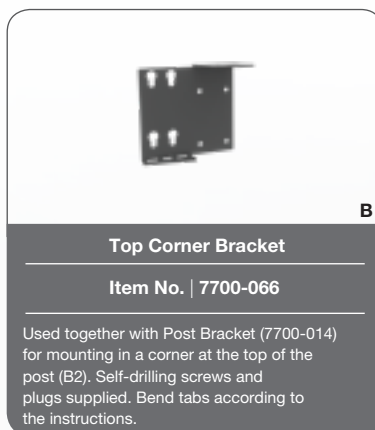 B
Top Corner Bracket
Item No. | 7700-066
Used together with Post Bracket (7700-014)
for mounting in a corner at the top of the
post (B2). Self-drilling screws and
plugs supplied. Bend tabs according to
the instructions.